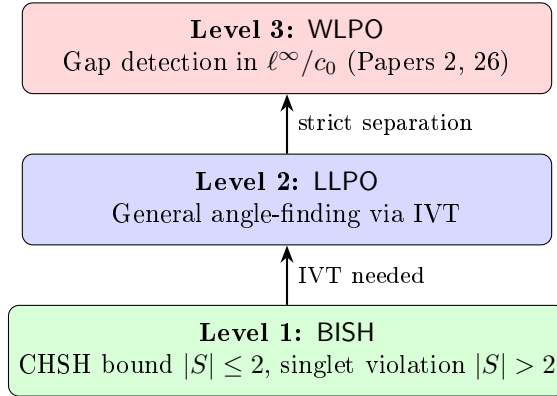 Level 3: WLPO
Gap detection in ℓ∞/c₀ (Papers 2, 26)
strict separation
Level 2: LLPO
General angle-finding via IVT
IVT needed
Level 1: BISH
CHSH bound |S| ≤ 2, singlet violation |S| > 2